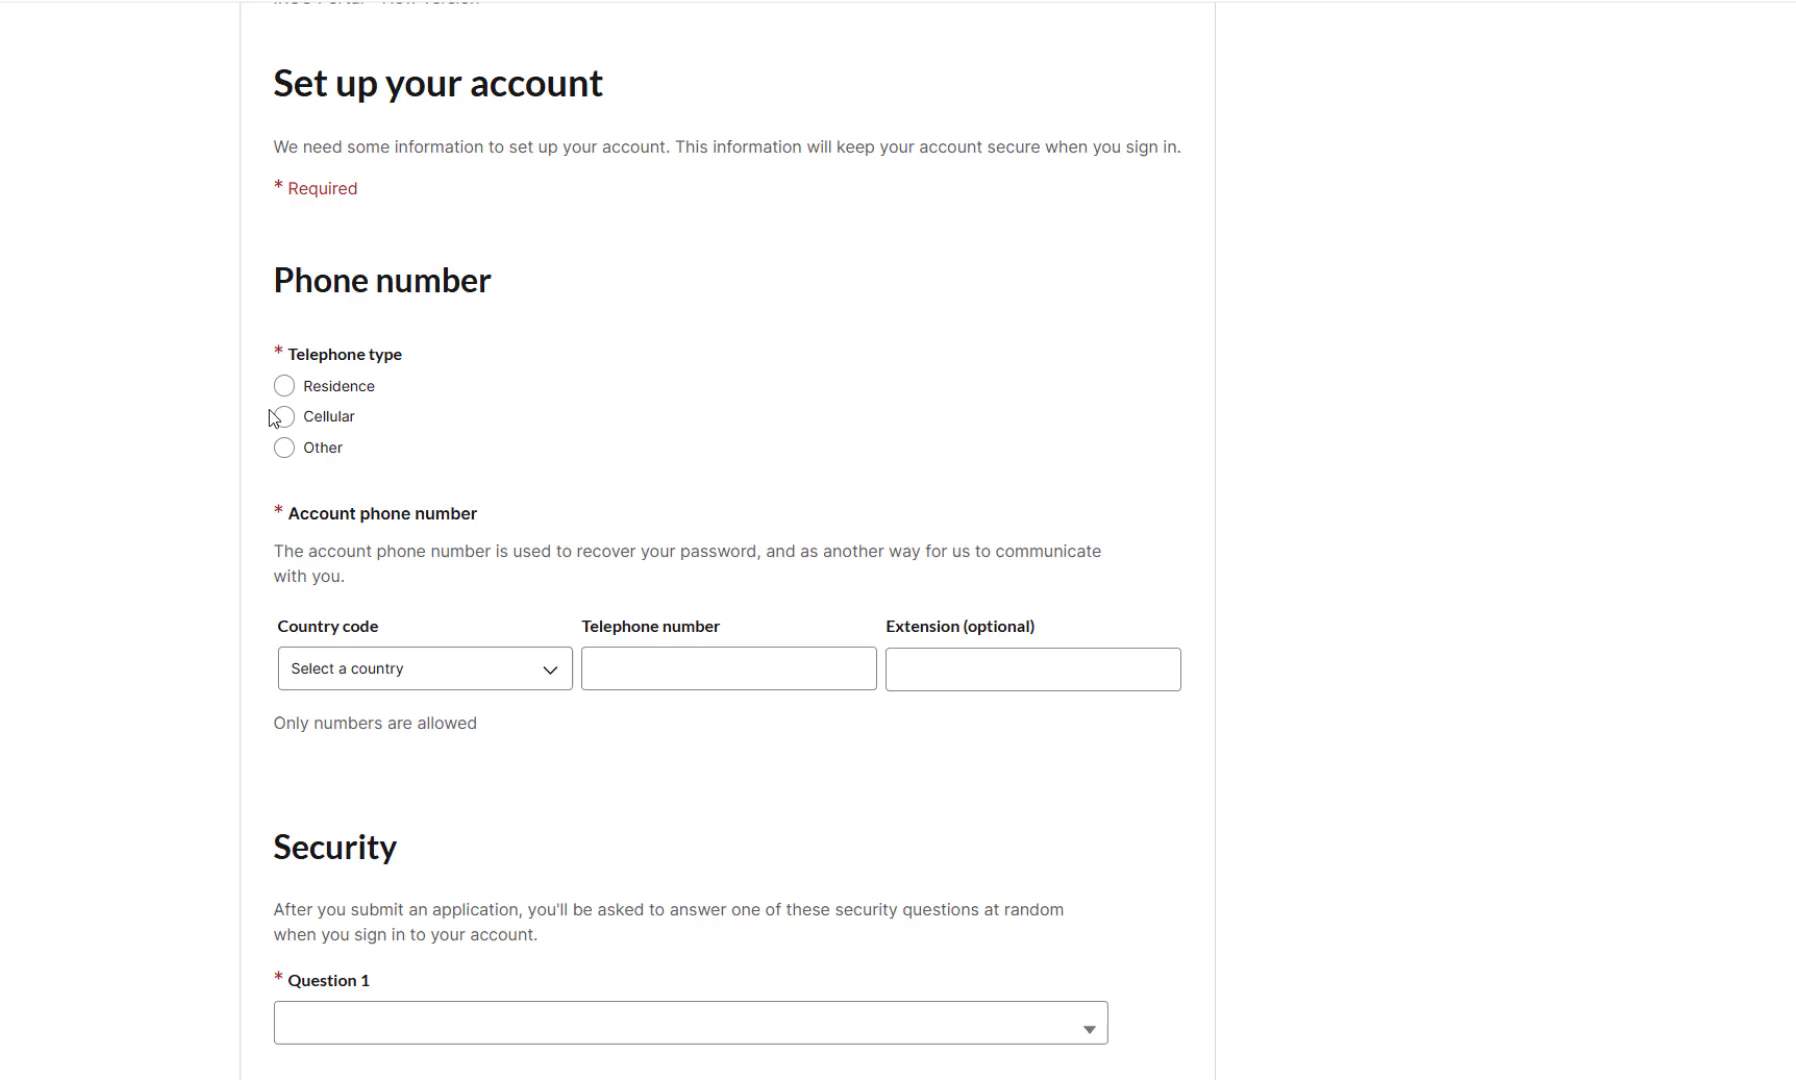 Set up your account
We need some information to set up your account. This information will keep your account secure when you sign in.
* Required
Phone number
* Telephone type
Residence
Cellular
Other
* Account phone number
The account phone number is used to recover your password, and as another way for us to communicate
with you.
Country code Telephone number Extension (optional)
Select a country
Only numbers are allowed
Security
After you submit an application, you'll be asked to answer one of these security questions at random
when you sign in to your account.
* Question 1